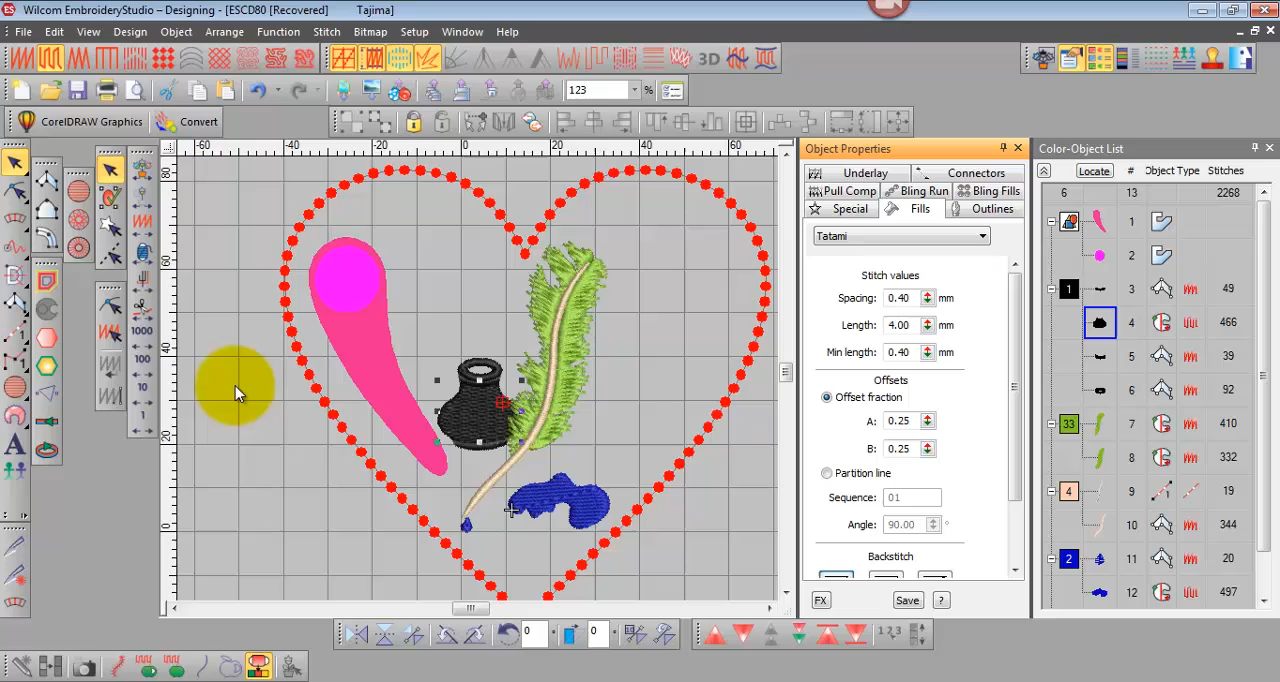 Wilcom EmbroideryStudio – Designing - [ESCD80 [Recovered] Tajima]
File Edit View Design Object Arrange Function Stitch Bitmap Setup Window Help
3D
123 %
CorelDRAW Graphics Convert
-60 -40 -20 0 20 40 60
80
60
40
20
0
1000
100
10
1
A
Object Properties
Underlay Connectors
Pull Comp Bling Run Bling Fills
Special Fills Outlines
Tatami
Stitch values
Spacing: 0.40 mm
Length: 4.00 mm
Min length: 0.40 mm
Offsets
Offset fraction
A: 0.25
B: 0.25
Partition line
Sequence: 01
Angle: 90.00 °
Backstitch
FX Save ?
Color-Object List
Locate # Object Type Stitches
6 13 2268
1
2
1 3 49
4 466
5 39
6 92
33 7 410
8 332
4 9 19
10 344
2 11 20
12 497
0 0
1 2 3